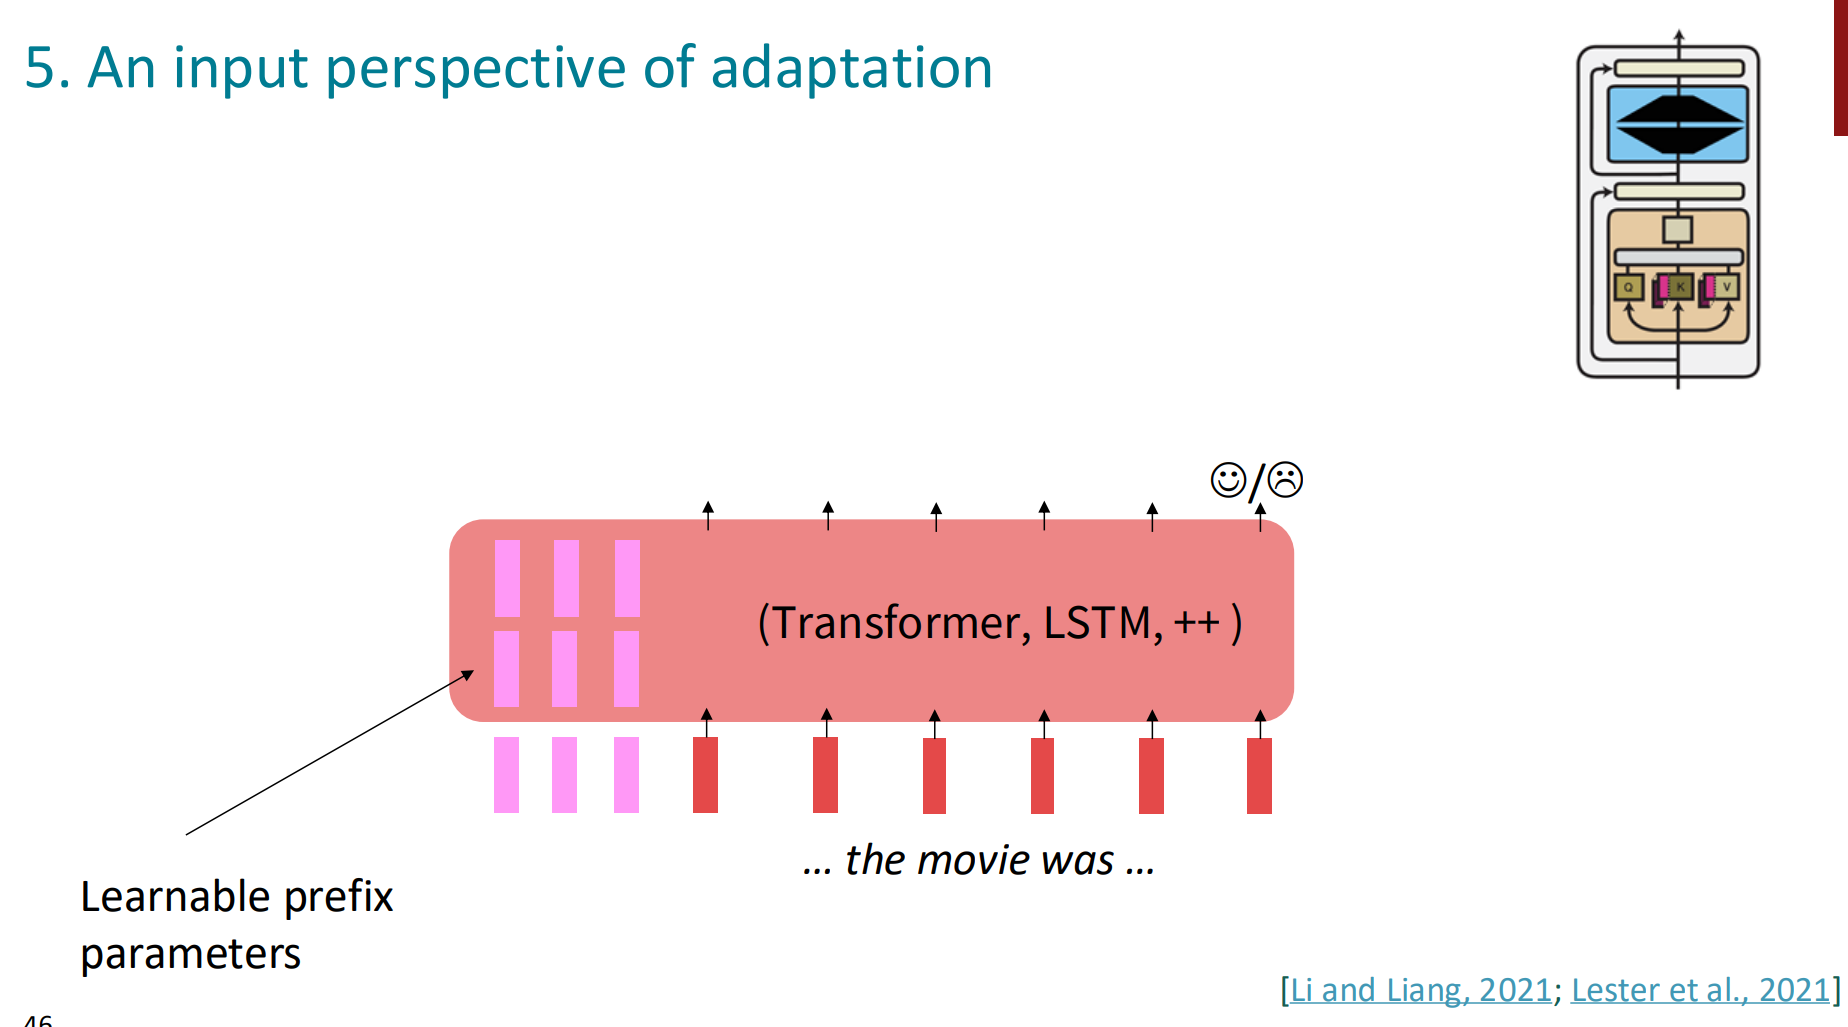 5. An input perspective of adaptation
Q K V
☺/☹
(Transformer, LSTM, ++ )
... the movie was ...
Learnable prefix
parameters
[Li and Liang, 2021; Lester et al., 2021]
46